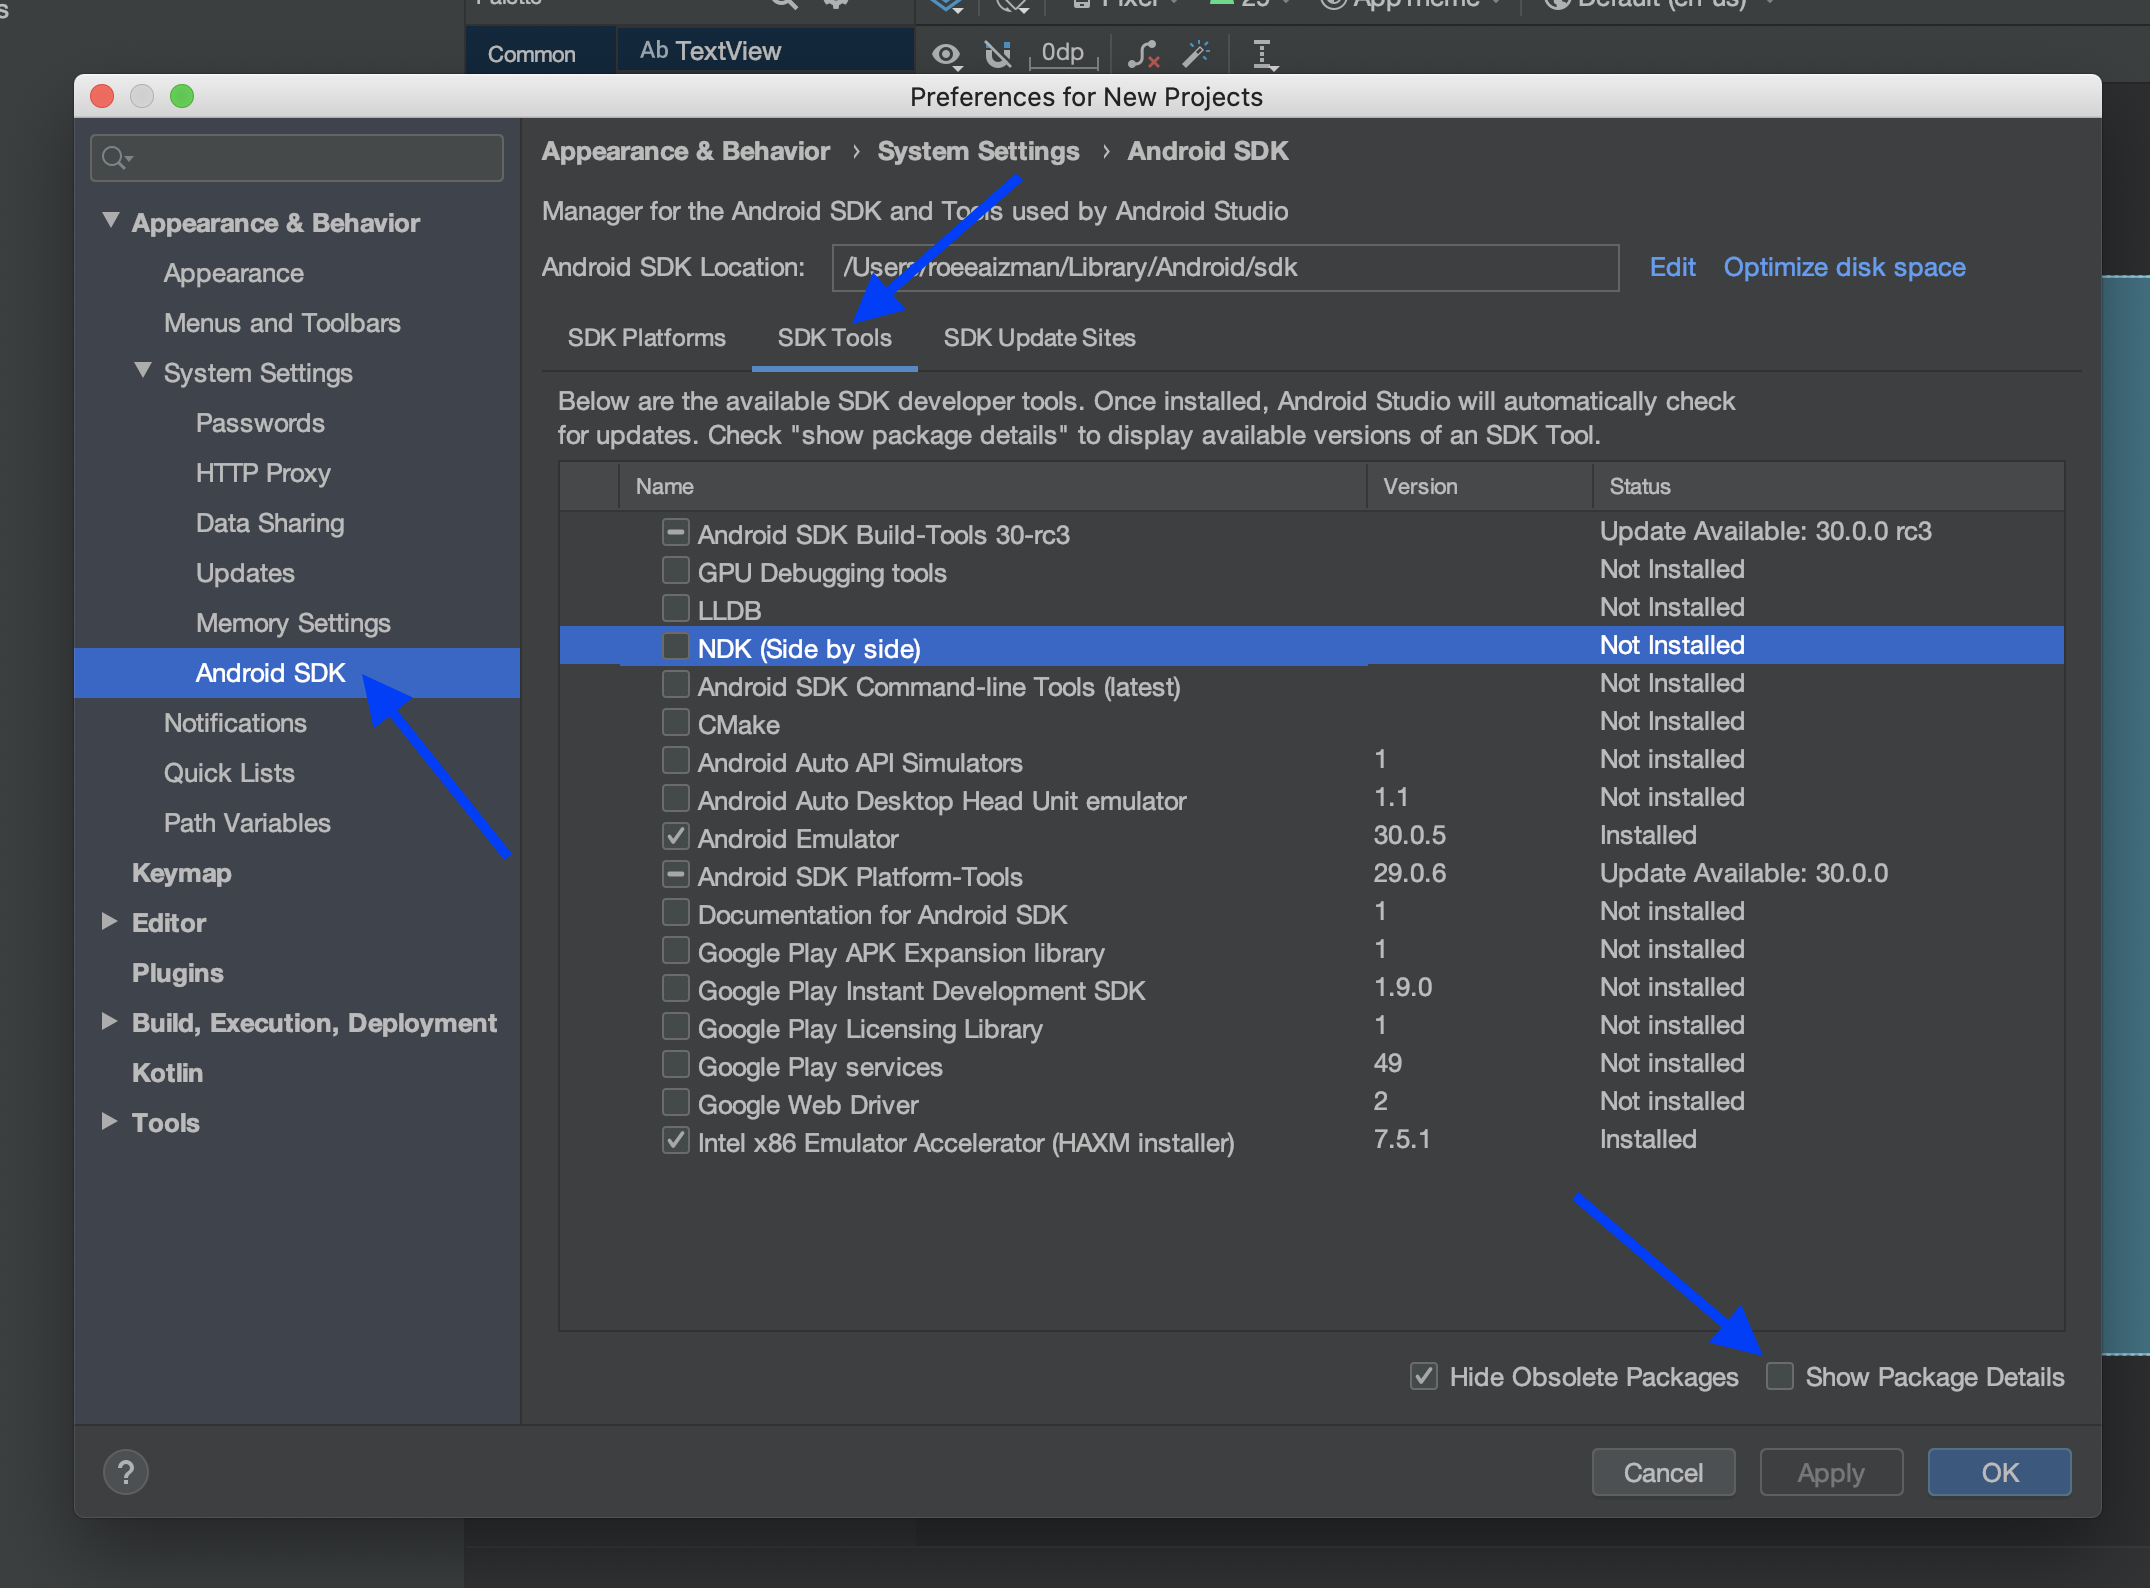 s
Palette
Pixel
29
AppTheme
Default (en-us)
Common
Ab TextView
0dp
Preferences for New Projects
Appearance & Behavior › System Settings › Android SDK
Manager for the Android SDK and Tools used by Android Studio
Android SDK Location: /Users/roeeaizman/Library/Android/sdk Edit Optimize disk space
SDK Platforms SDK Tools SDK Update Sites
Below are the available SDK developer tools. Once installed, Android Studio will automatically check
for updates. Check "show package details" to display available versions of an SDK Tool.
Appearance & Behavior
Appearance
Menus and Toolbars
System Settings
Passwords
HTTP Proxy
Data Sharing
Updates
Memory Settings
Android SDK
Notifications
Quick Lists
Path Variables
Keymap
Editor
Plugins
Build, Execution, Deployment
Kotlin
Tools
Name Version Status
Android SDK Build-Tools 30-rc3 Update Available: 30.0.0 rc3
GPU Debugging tools Not Installed
LLDB Not Installed
NDK (Side by side) Not Installed
Android SDK Command-line Tools (latest) Not Installed
CMake Not Installed
Android Auto API Simulators 1 Not installed
Android Auto Desktop Head Unit emulator 1.1 Not installed
Android Emulator 30.0.5 Installed
Android SDK Platform-Tools 29.0.6 Update Available: 30.0.0
Documentation for Android SDK 1 Not installed
Google Play APK Expansion library 1 Not installed
Google Play Instant Development SDK 1.9.0 Not installed
Google Play Licensing Library 1 Not installed
Google Play services 49 Not installed
Google Web Driver 2 Not installed
Intel x86 Emulator Accelerator (HAXM installer) 7.5.1 Installed
Hide Obsolete Packages Show Package Details
? Cancel Apply OK